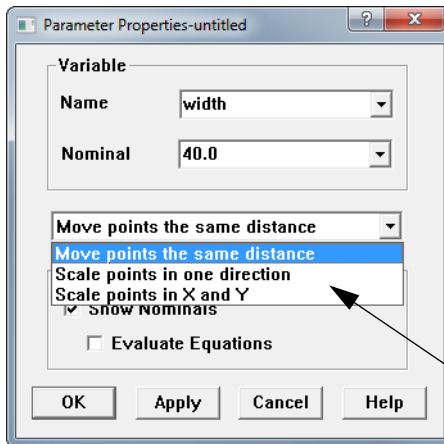 Parameter Properties-untitled
Variable
Name width
Nominal 40.0
Move points the same distance
Move points the same distance
Scale points in one direction
Scale points in X and Y
Show Nominals
Evaluate Equations
OK Apply Cancel Help